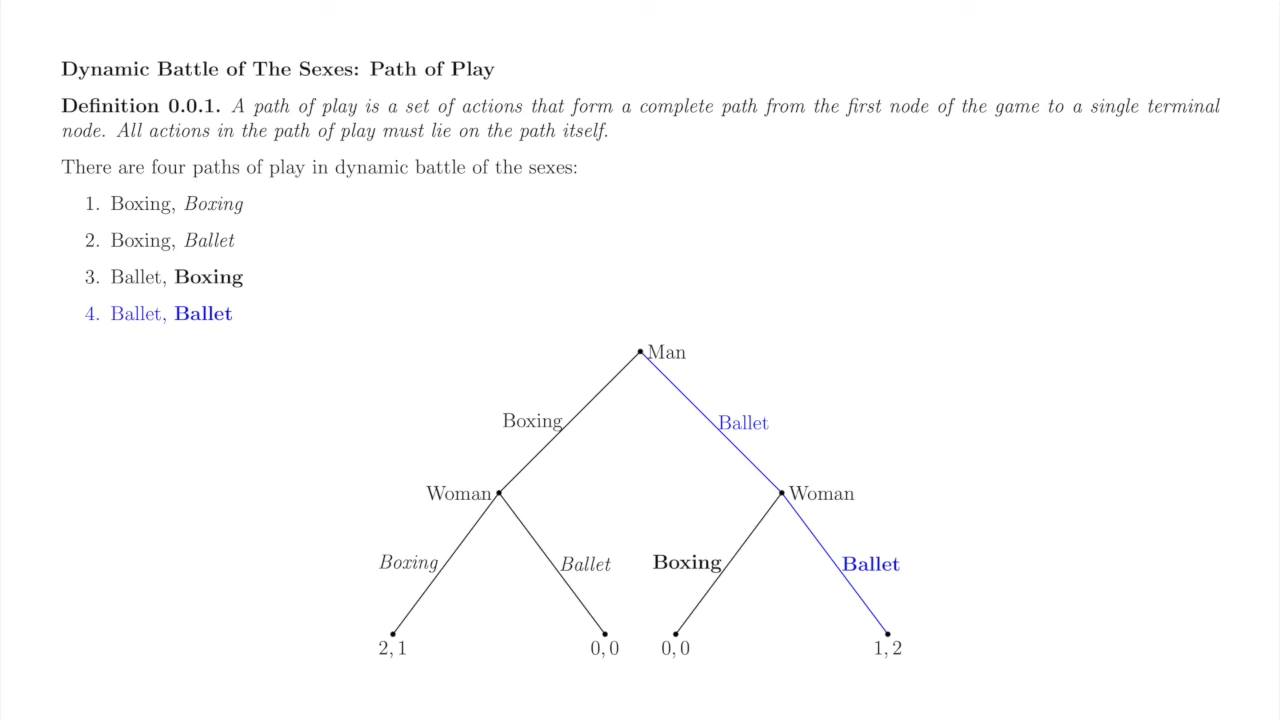 Dynamic Battle of The Sexes: Path of Play
Definition 0.0.1. A path of play is a set of actions that form a complete path from the first node of the game to a single terminal
node. All actions in the path of play must lie on the path itself.
There are four paths of play in dynamic battle of the sexes:
1. Boxing, Boxing
2. Boxing, Ballet
3. Ballet, Boxing
4. Ballet, Ballet
Man
Boxing
Ballet
Woman
Woman
Boxing
Ballet
Boxing
Ballet
2, 1
0, 0
0, 0
1, 2